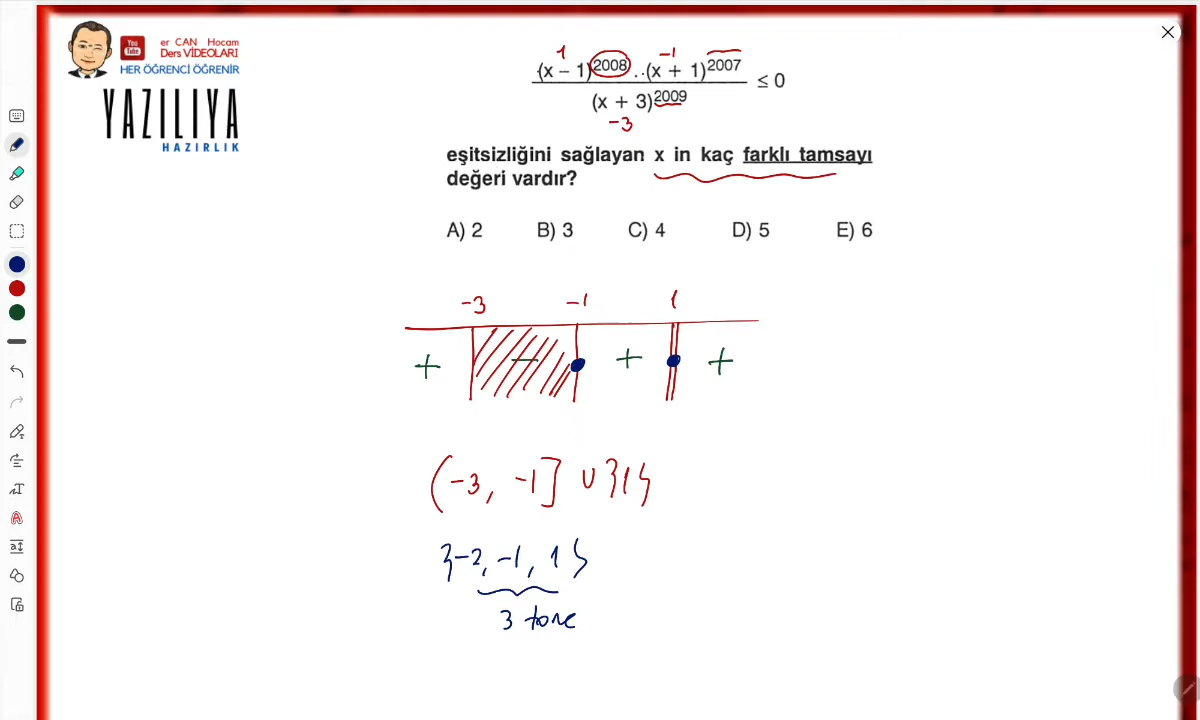 er CAN Hocam
You Tube Ders VİDEOLARI
HER ÖĞRENCİ ÖĞRENİR
YAZILIYA
HAZIRLIK
1 -1
(x – 1)^2008 . . (x + 1)^2007
(x + 3)^2009 ≤ 0
-3
eşitsizliğini sağlayan x in kaç farklı tamsayı
değeri vardır?
A) 2 B) 3 C) 4 D) 5 E) 6
-3 -1 1
+ - + +
(-3, -1] ∪ {1}
{-2, -1, 1}
3 tane